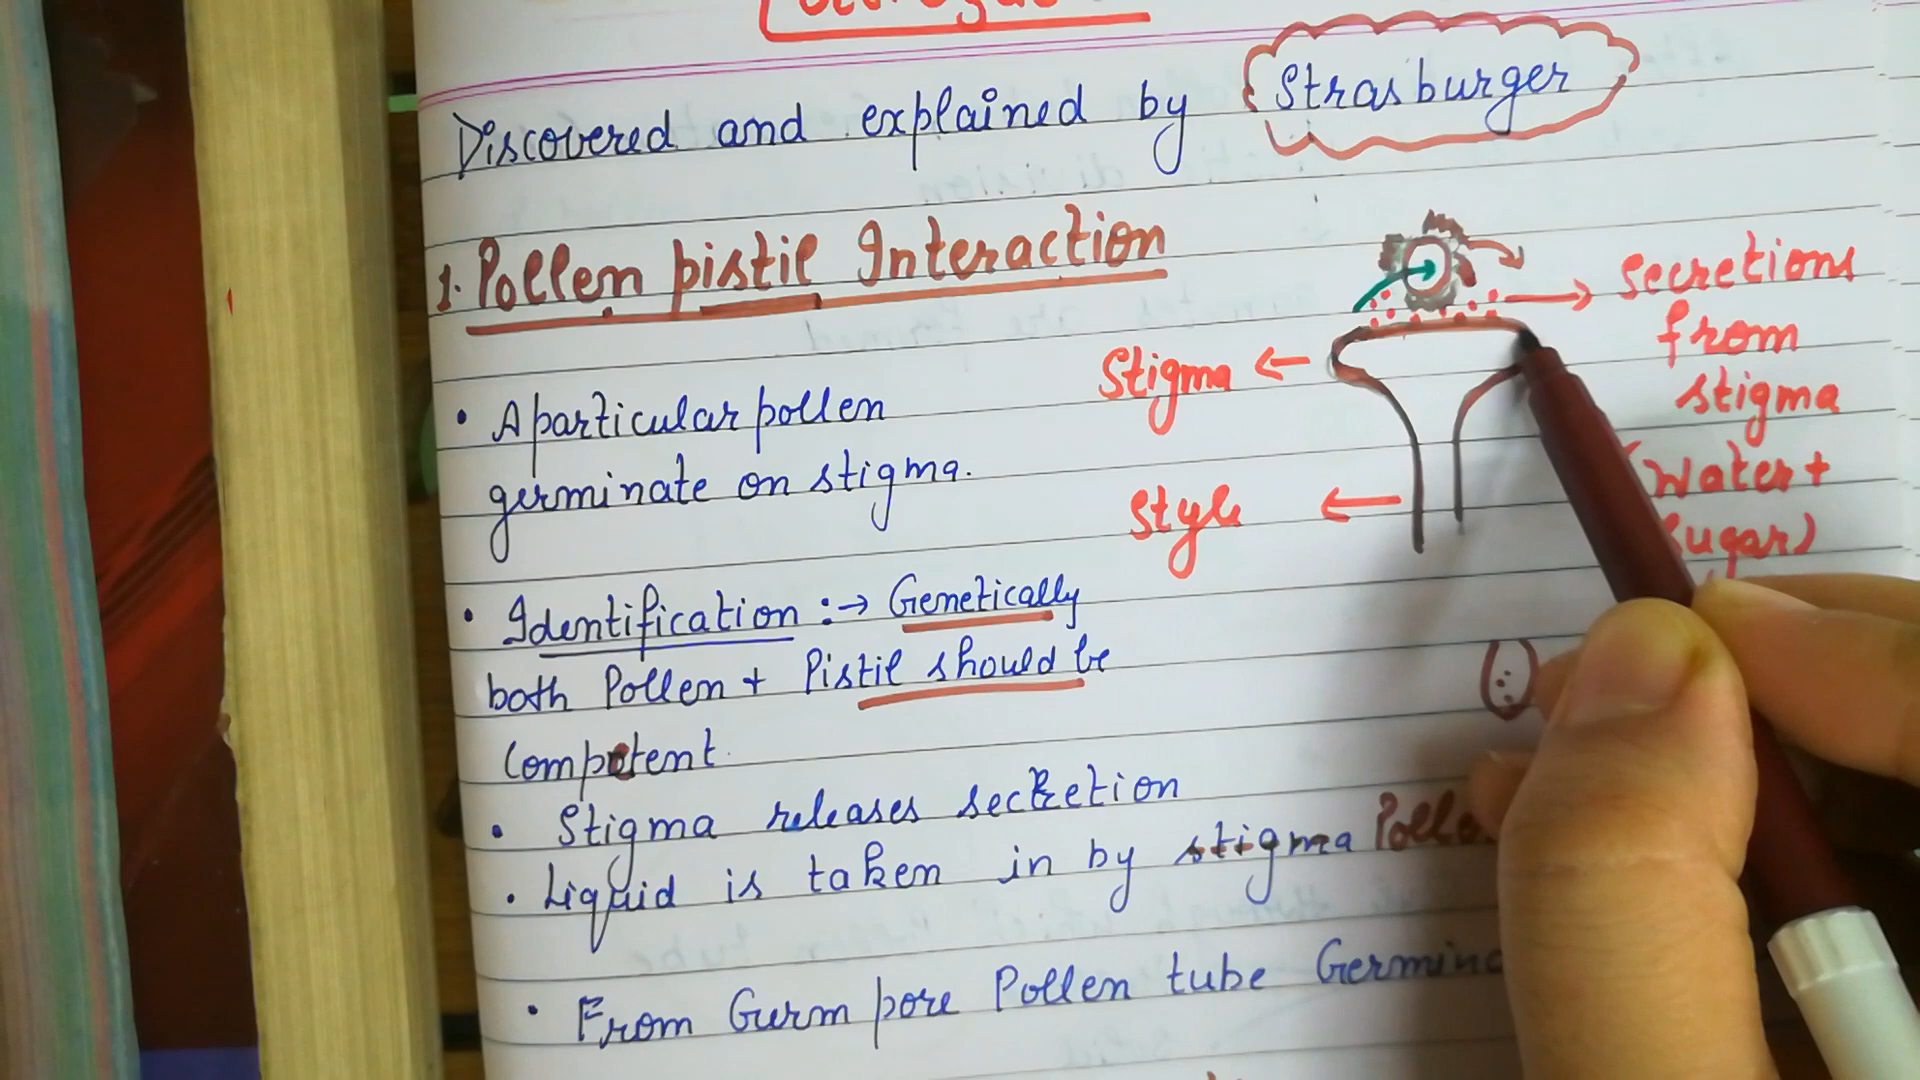 Discovered and explained by Strasburger
1. Pollen pistil Interaction
• A particular pollen
germinate on stigma.
• Identification :→ Genetically
both Pollen + Pistil should be
Competent.
• Stigma releases secretion
• Liquid is taken in by stigma
• From Germ pore Pollen tube
Secretions
from
stigma
(Water +
Sugar)
Stigma
Style